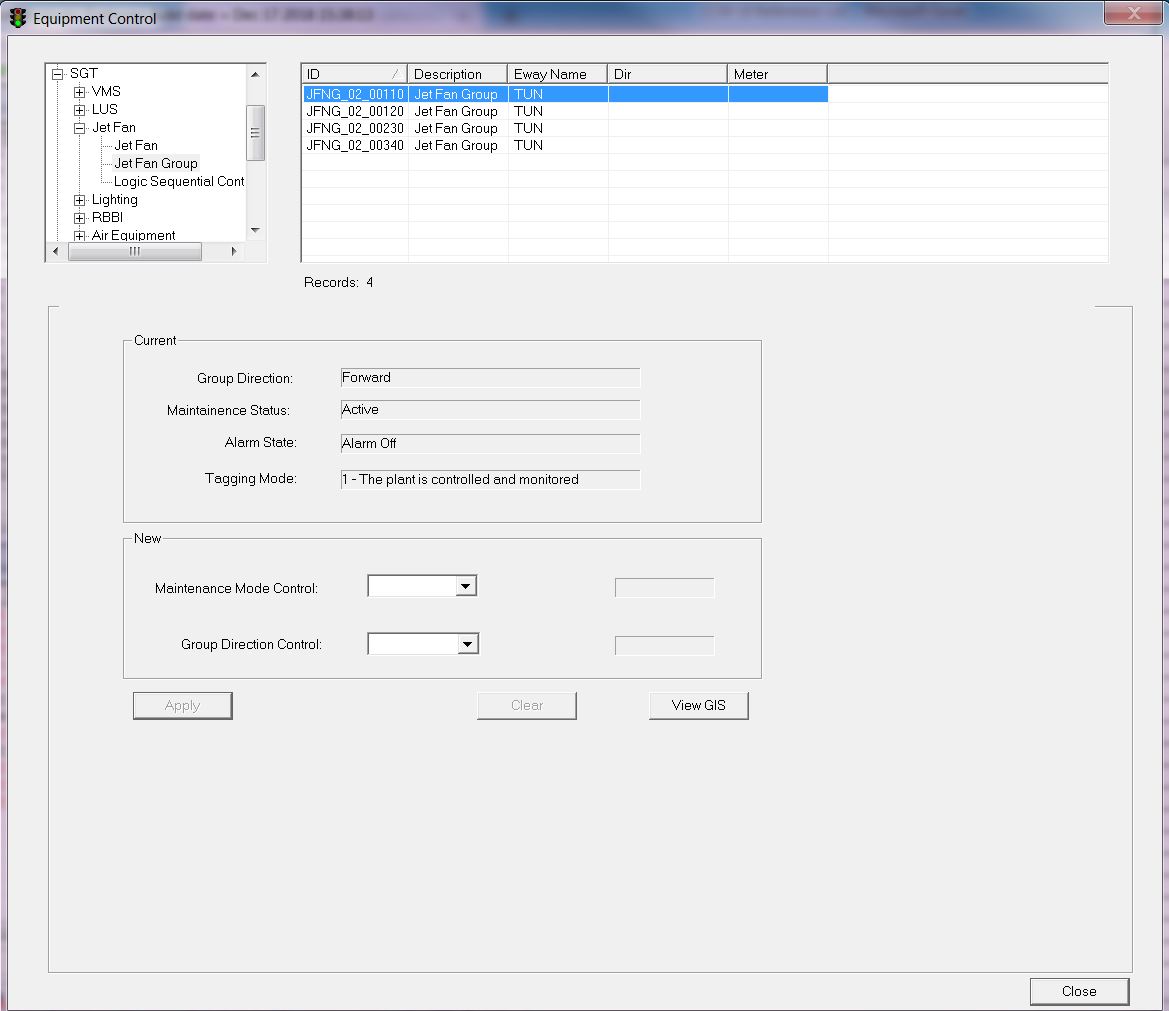 Equipment Control
SGT
VMS
LUS
Jet Fan
Jet Fan
Jet Fan Group
Logic Sequential Cont
Lighting
RBBI
Air Equipment
ID Description Eway Name Dir Meter
JFNG_02_00110 Jet Fan Group TUN
JFNG_02_00120 Jet Fan Group TUN
JFNG_02_00230 Jet Fan Group TUN
JFNG_02_00340 Jet Fan Group TUN
Records: 4
Current
Group Direction: Forward
Maintainence Status: Active
Alarm State: Alarm Off
Tagging Mode: 1 - The plant is controlled and monitored
New
Maintenance Mode Control:
Group Direction Control:
Apply Clear View GIS
Close